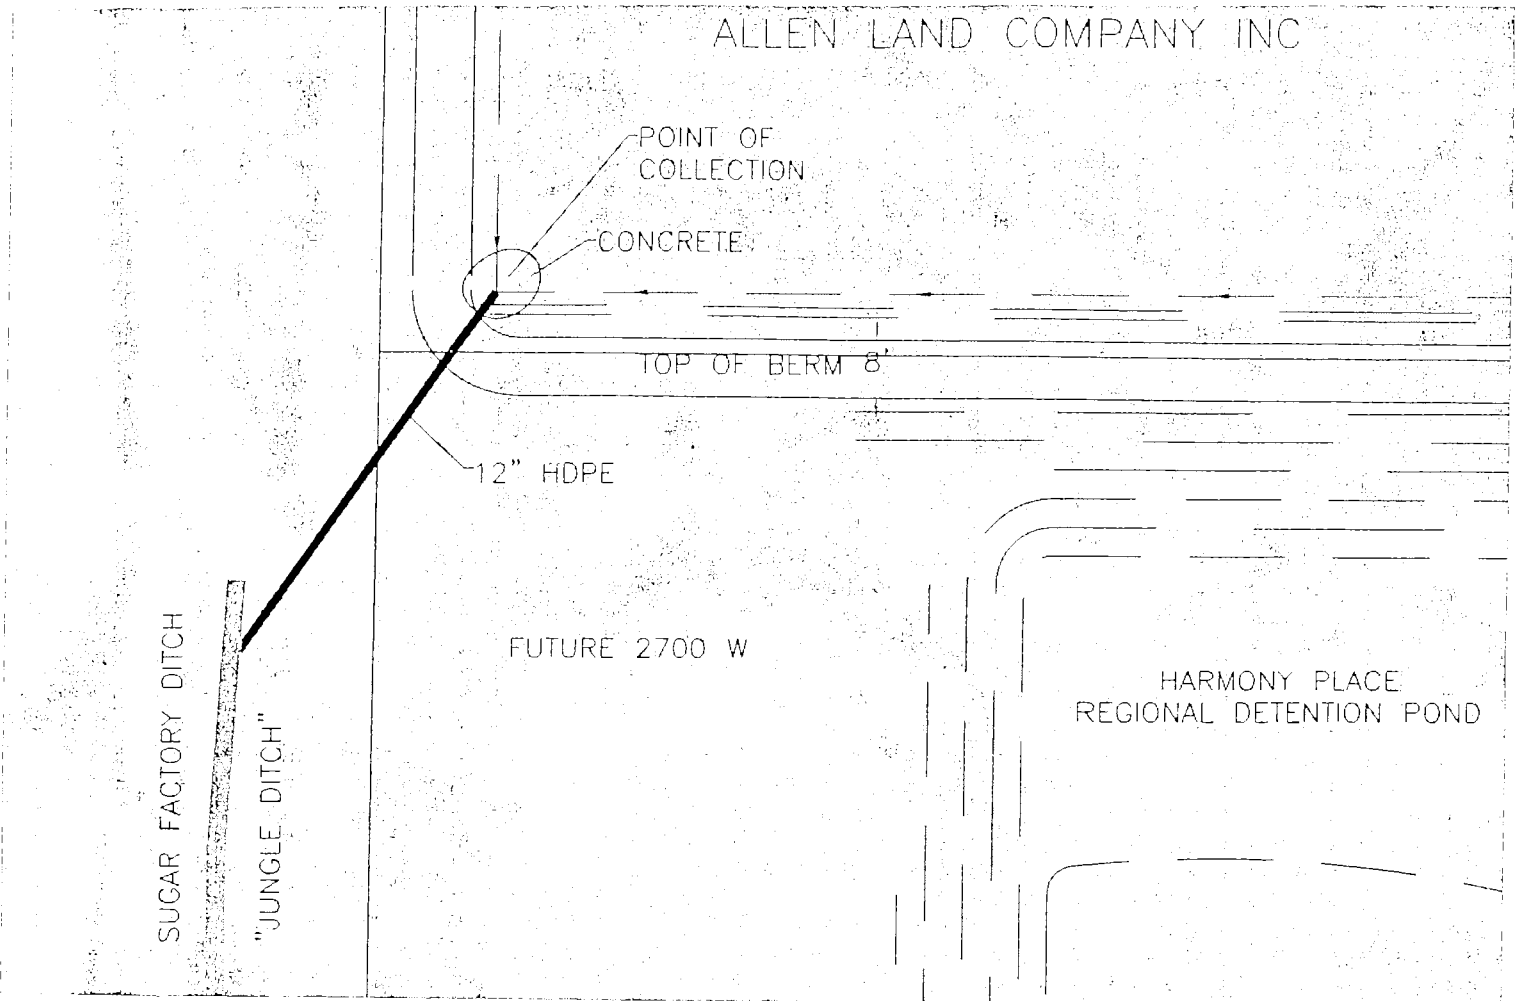 ALLEN LAND COMPANY INC
POINT OF
COLLECTION
CONCRETE
TOP OF BERM 8'
12" HDPE
FUTURE 2700 W
HARMONY PLACE
REGIONAL DETENTION POND
SUGAR FACTORY DITCH
"JUNGLE DITCH"